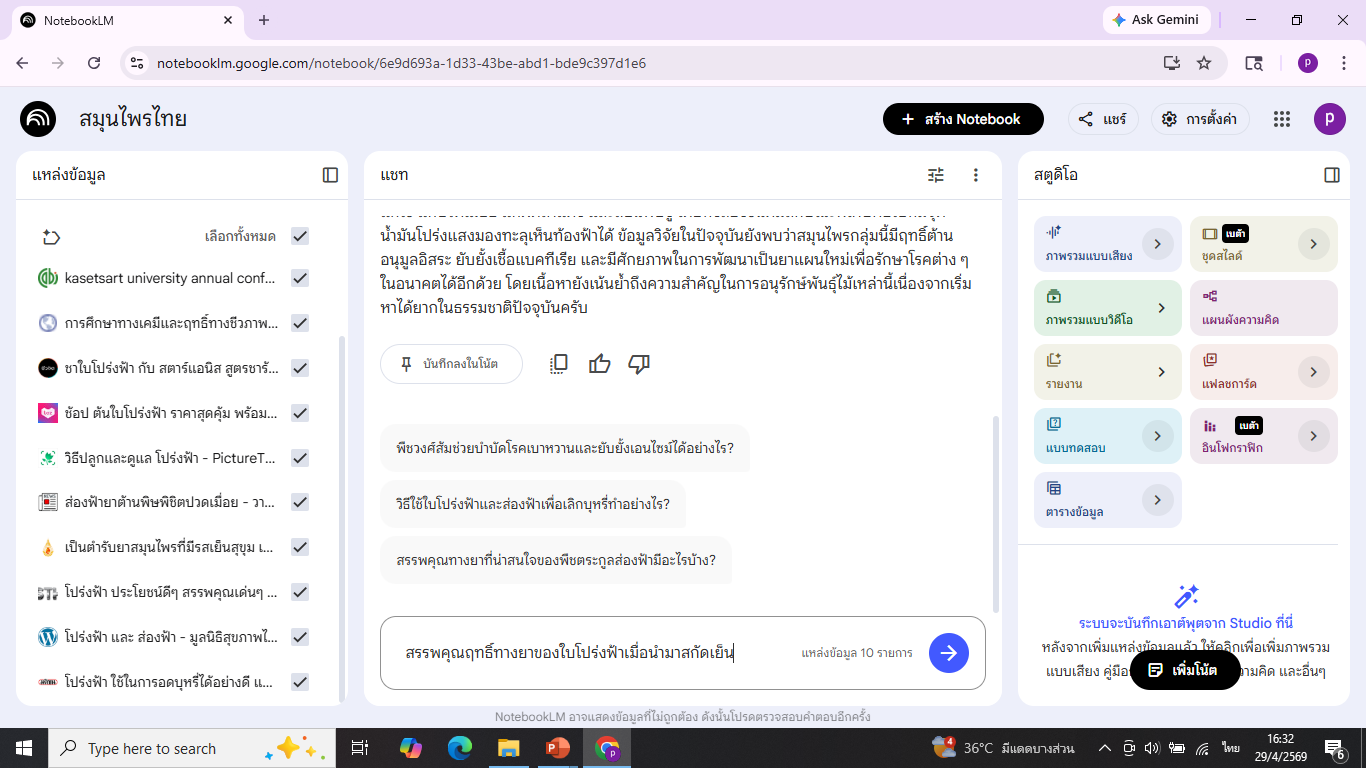 NotebookLM
Ask Gemini
notebooklm.google.com/notebook/6e9d693a-1d33-43be-abd1-bde9c397d1e6
p
สมุนไพรไทย
สร้าง Notebook
แชร์
การตั้งค่า
p
แหล่งข้อมูล
เลือกทั้งหมด
kasetsart university annual conf...
การศึกษาทางเคมีและฤทธิ์ทางชีวภาพ...
ชาใบโปร่งฟ้า กับ สตาร์แอนิส สูตรชารั...
ช้อป ต้นใบโปร่งฟ้า ราคาสุดคุ้ม พร้อม...
วิธีปลูกและดูแล โปร่งฟ้า - PictureT...
ส่องฟ้ายาต้านพิษพิชิตปวดเมื่อย - วา...
เป็นตำรับยาสมุนไพรที่มีรสเย็นสุขุม เ...
โปร่งฟ้า ประโยชน์ดีๆ สรรพคุณเด่นๆ ...
โปร่งฟ้า และ ส่องฟ้า - มูลนิธิสุขภาพไ...
โปร่งฟ้า ใช้ในการอดบุหรี่ได้อย่างดี แ...
แชท
น้ำมันโปร่งแสงมองทะลุเห็นท้องฟ้าได้ ข้อมูลวิจัยในปัจจุบันยังพบว่าสมุนไพรกลุ่มนี้มีฤทธิ์ต้าน
อนุมูลอิสระ ยับยั้งเชื้อแบคทีเรีย และมีศักยภาพในการพัฒนาเป็นยาแผนใหม่เพื่อรักษาโรคต่าง ๆ
ในอนาคตได้อีกด้วย โดยเนื้อหายังเน้นย้ำถึงความสำคัญในการอนุรักษ์พันธุ์ไม้เหล่านี้เนื่องจากเริ่ม
หาได้ยากในธรรมชาติปัจจุบันครับ
บันทึกลงในโน้ต
พืชวงศ์ส้มช่วยบำบัดโรคเบาหวานและยับยั้งเอนไซม์ได้อย่างไร?
วิธีใช้ใบโปร่งฟ้าและส่องฟ้าเพื่อเลิกบุหรี่ทำอย่างไร?
สรรพคุณทางยาที่น่าสนใจของพืชตระกูลส่องฟ้ามีอะไรบ้าง?
สรรพคุณฤทธิ์ทางยาของใบโปร่งฟ้าเมื่อนำมาสกัดเย็น
แหล่งข้อมูล 10 รายการ
NotebookLM อาจแสดงข้อมูลที่ไม่ถูกต้อง ดังนั้นโปรดตรวจสอบคำตอบอีกครั้ง
สตูดิโอ
ภาพรวมแบบเสียง
เบต้า
ชุดสไลด์
ภาพรวมแบบวิดีโอ
แผนผังความคิด
รายงาน
แฟลชการ์ด
แบบทดสอบ
เบต้า
อินโฟกราฟิก
ตารางข้อมูล
ระบบจะบันทึกเอาต์พุตจาก Studio ที่นี่
หลังจากเพิ่มแหล่งข้อมูลแล้ว ให้คลิกเพื่อเพิ่มภาพรวม
แบบเสียง คู่มือ วามคิด และอื่นๆ
เพิ่มโน้ต
Type here to search
36°C มีแดดบางส่วน
ไทย
16:32
29/4/2569
6